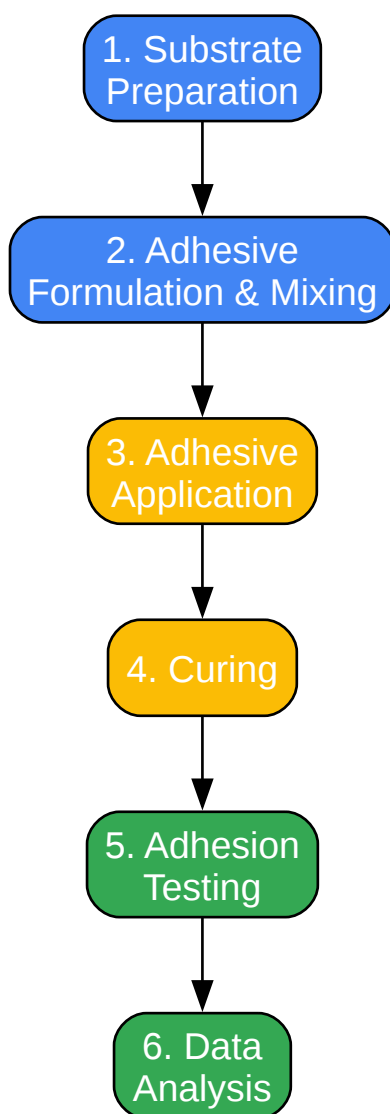 1. Substrate
Preparation
2. Adhesive
Formulation & Mixing
3. Adhesive
Application
4. Curing
5. Adhesion
Testing
6. Data
Analysis